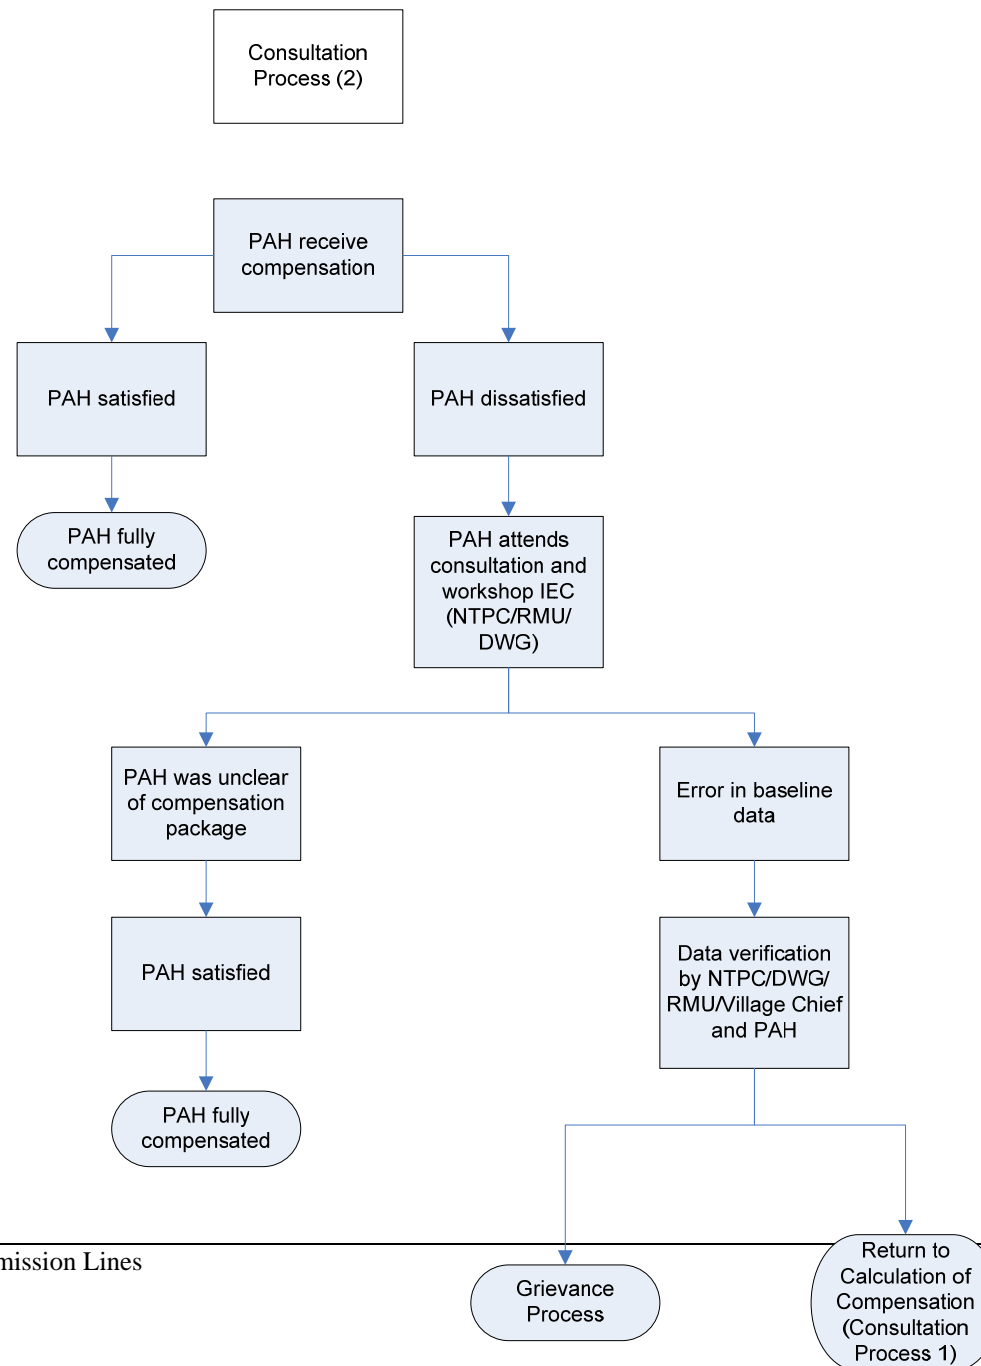 Consultation
Process (2)
PAH receive
compensation
PAH satisfied
PAH dissatisfied
PAH fully
compensated
PAH attends
consultation and
workshop IEC
(NTPC/RMU/
DWG)
PAH was unclear
of compensation
package
Error in baseline
data
PAH satisfied
Data verification
by NTPC/DWG/
RMU/Village Chief
and PAH
PAH fully
compensated
mission Lines
Grievance
Process
Return to
Calculation of
Compensation
(Consultation
Process 1)